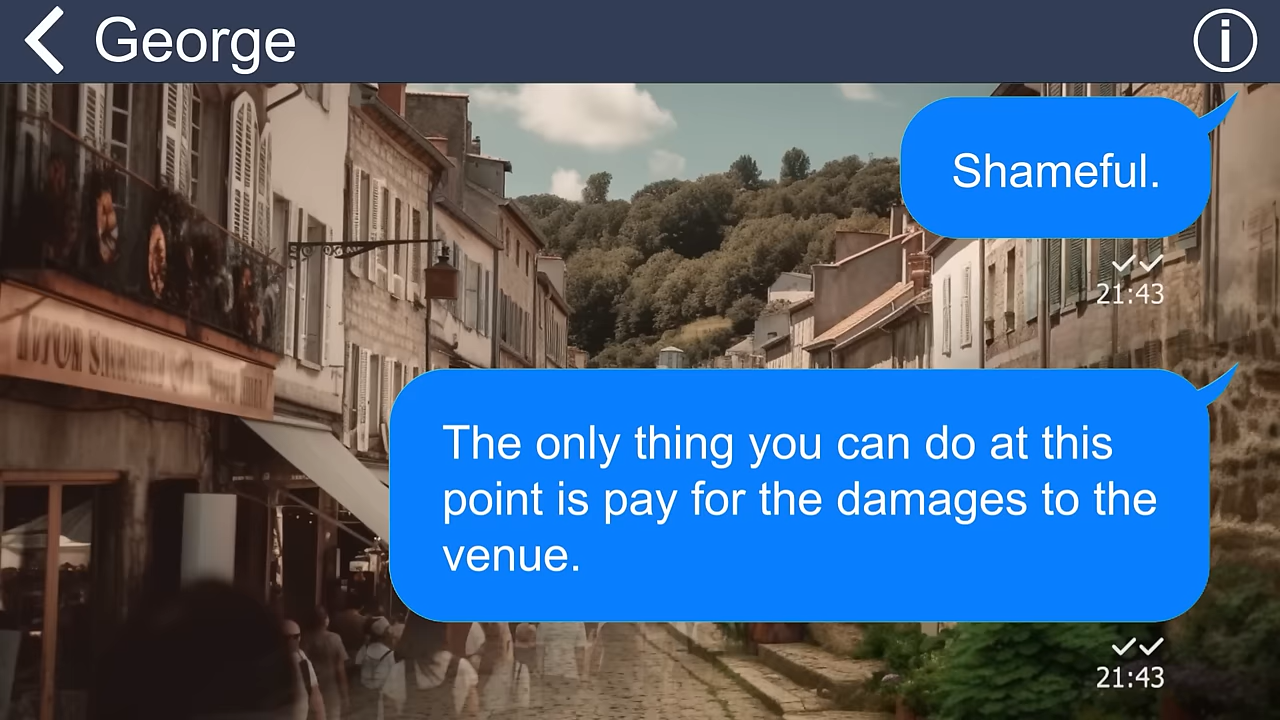 George
Shameful.
21:43
The only thing you can do at this
point is pay for the damages to the
venue.
21:43